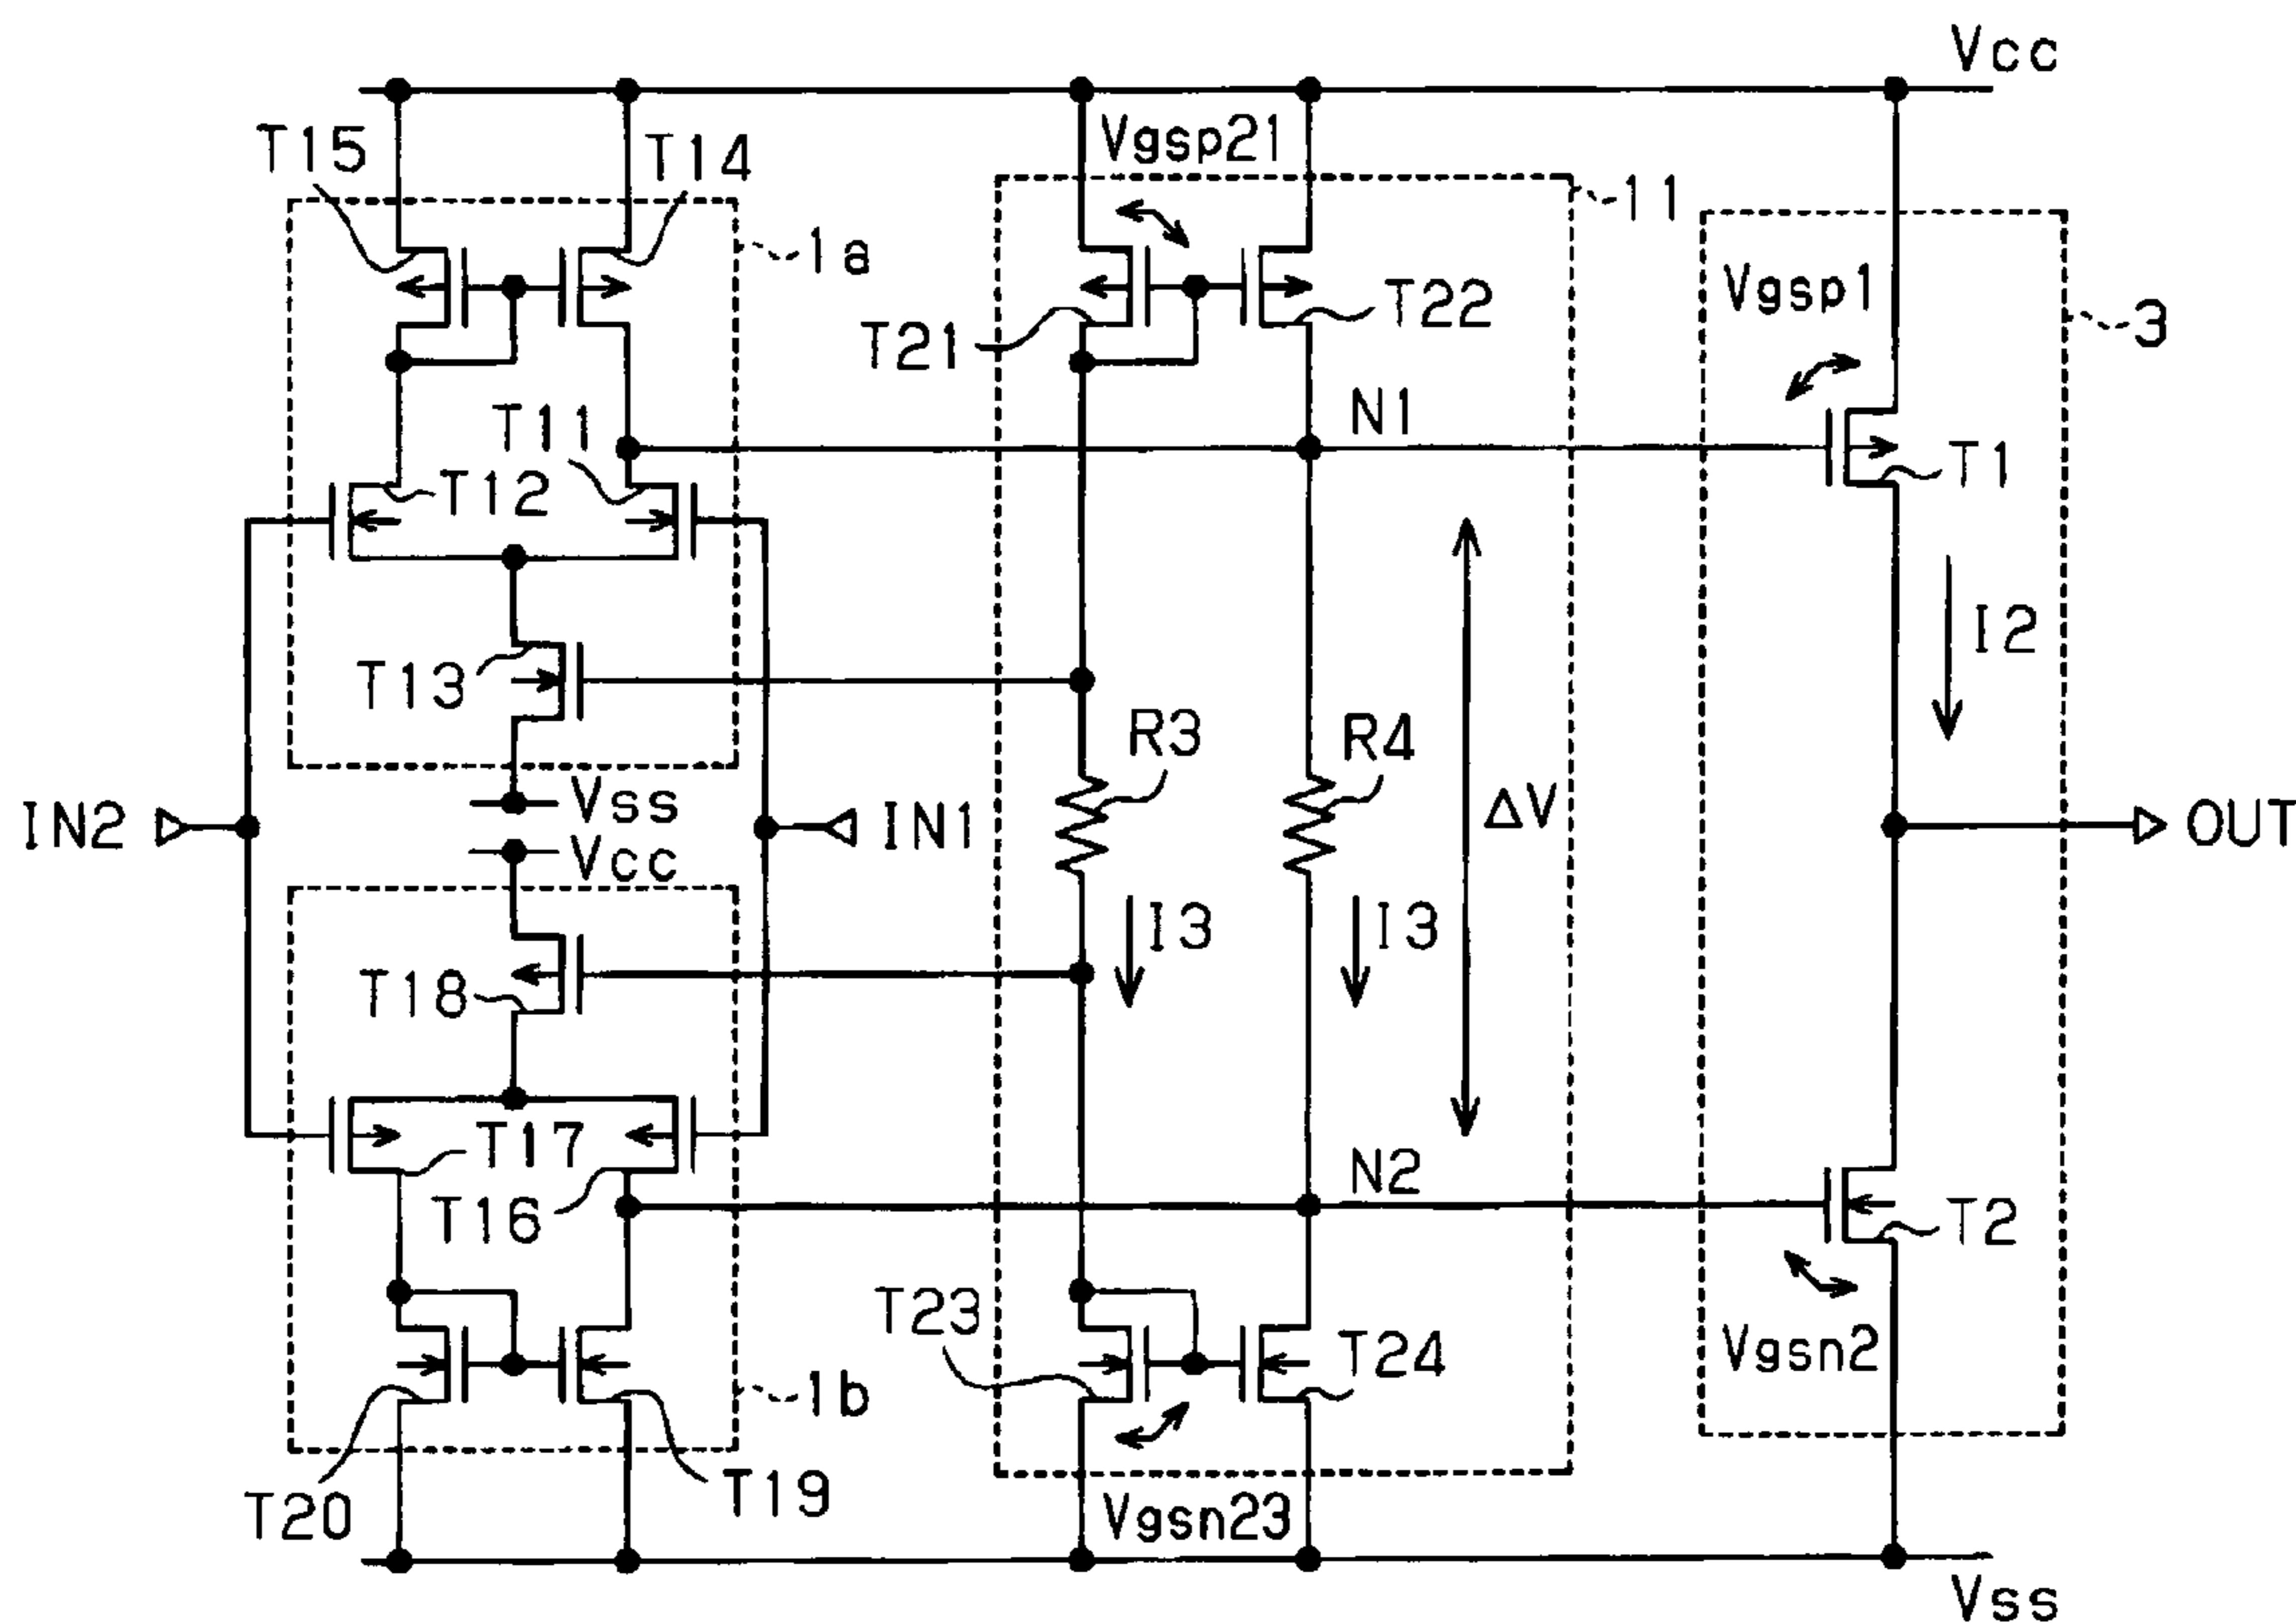 Vcc
T15
T14
Vgsp21
11
1a
Vgsp1
T22
3
T21
T11
N1
T12
T1
I2
T13
R3
R4
Vss
IN2
IN1
ΔV
OUT
Vcc
I3
I3
T18
T17
N2
T16
T2
T23
T24
Vgsn2
1b
T20
T19
Vgsn23
Vss